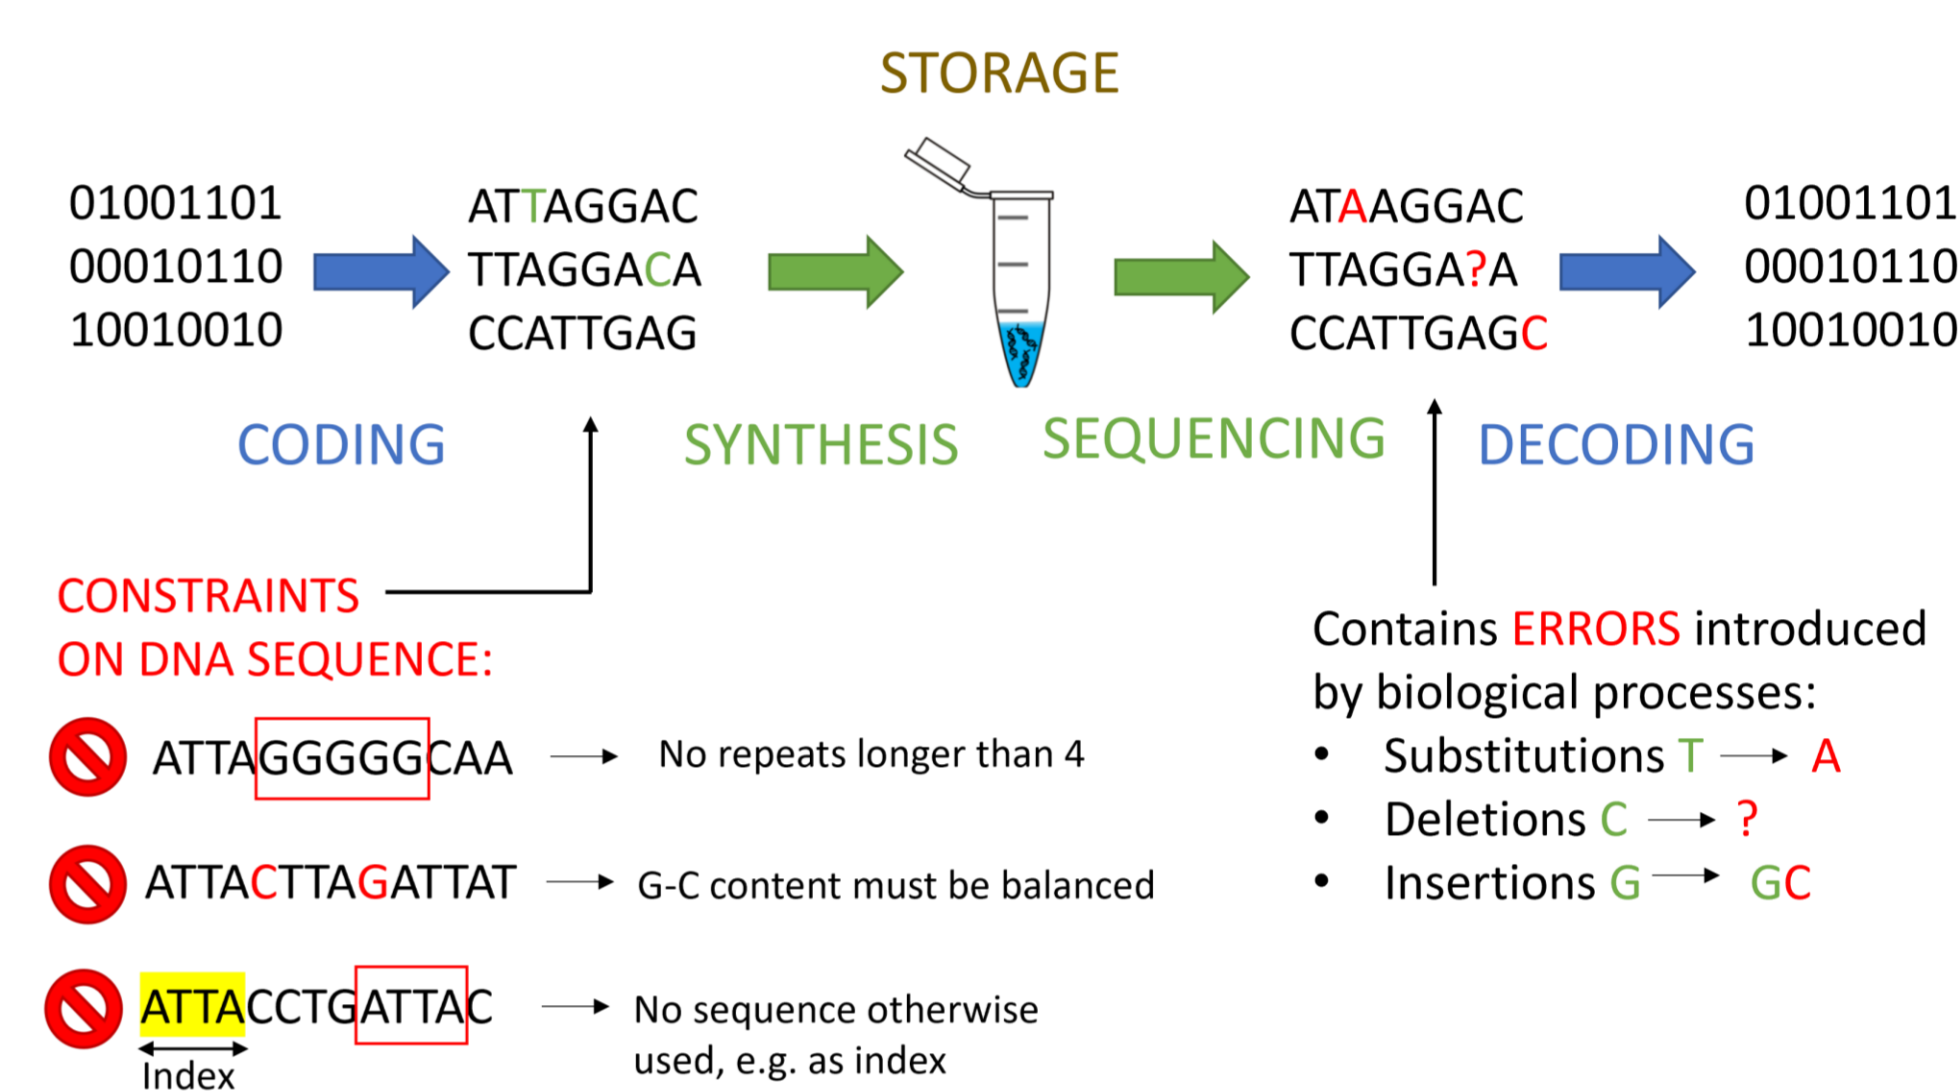 STORAGE
01001101
00010110
10010010
ATTAGGAC
TTAGGACA
CCATTGAG
ATAAGGAC
TTAGGA?A
CCATTGAGC
01001101
00010110
10010010
CODING
SYNTHESIS
SEQUENCING
DECODING
CONSTRAINTS
ON DNA SEQUENCE:
ATTAGGGGGCAA
No repeats longer than 4
ATTACTTAGATTAT
G-C content must be balanced
ATTACCTGATTAC
Index
No sequence otherwise
used, e.g. as index
Contains ERRORS introduced
by biological processes:
• Substitutions T → A
• Deletions C → ?
• Insertions G → GC